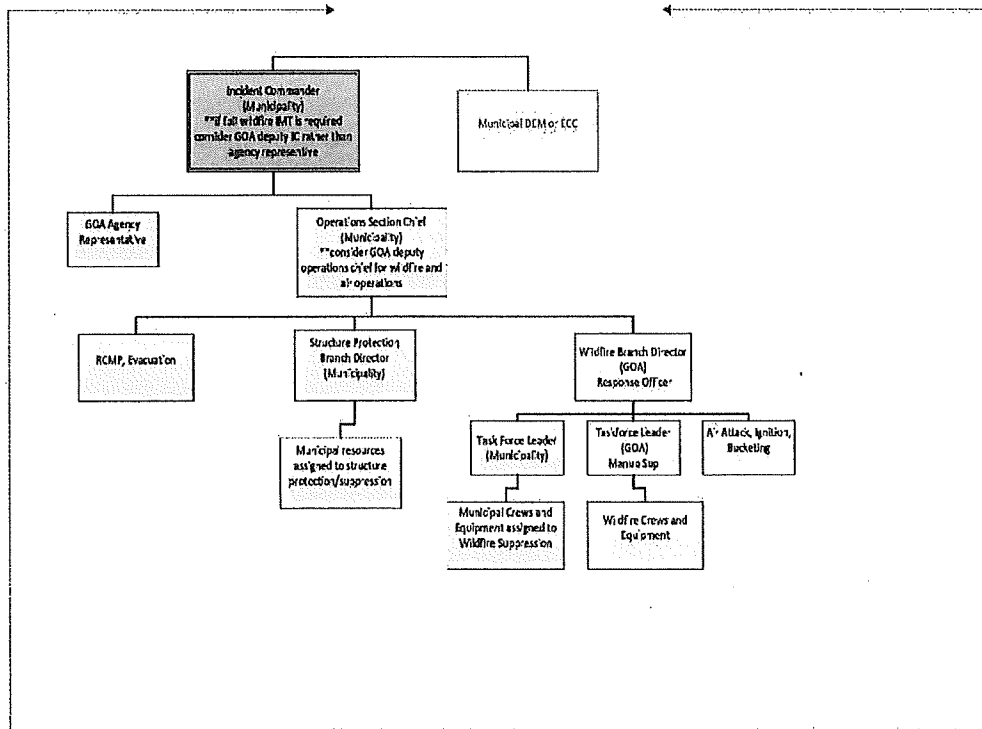 Incident Commander
(Municipality)
**if full wildfire IMT is required
consider GOA deputy IC rather than
agency representive
Municipal DEM or ECC
GOA Agency
Representative
Operations Section Chief
(Municipality)
**consider GOA deputy
operations chief for wildfire and
air operations
RCMP, Evacuation
Structure Protection
Branch Director
(Municipality)
Wildfire Branch Director
(GOA)
Response Officer
Municipal resources
assigned to structure
protection/suppression
Task Force Leader
(Municipality)
Taskforce Leader
(GOA)
Sup
Air Attack, Ignition,
Bucketing
Municipal Crews and
Equipment assigned to
Wildfire Suppression
Wildfire Crews and
Equipment